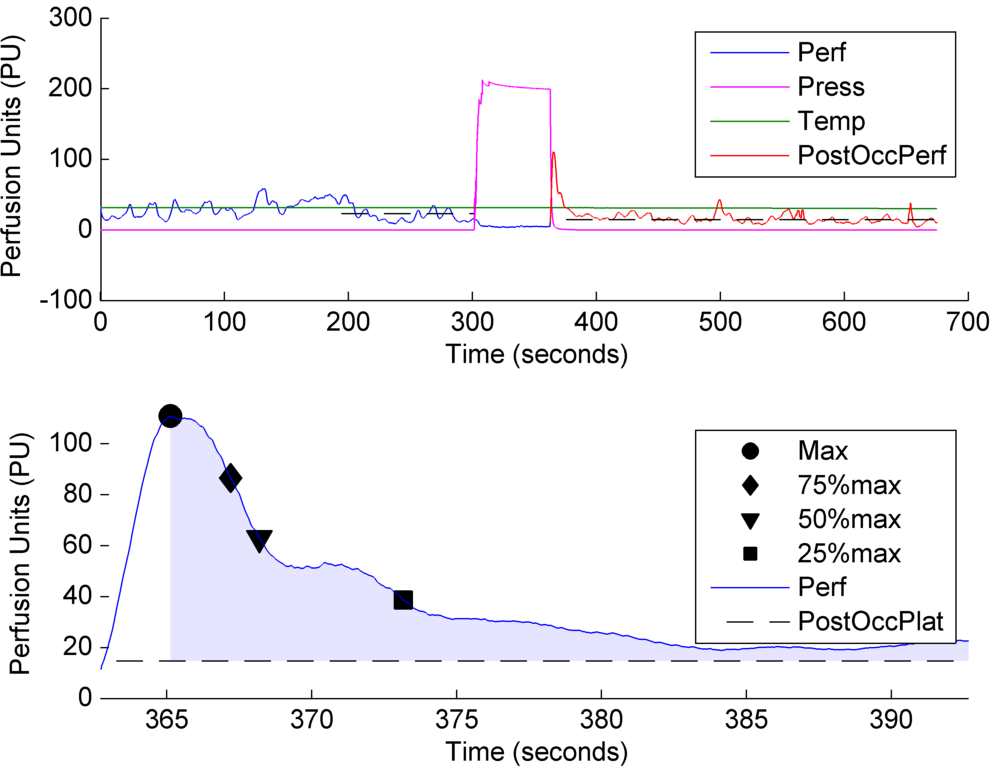 Perfusion Units (PU)
300
200
100
0
-100
0
100
200
300
400
500
600
700
Time (seconds)
Perf
Press
Temp
PostOccPerf
Perfusion Units (PU)
100
80
60
40
20
0
365
370
375
380
385
390
Time (seconds)
Max
75%max
50%max
25%max
Perf
PostOccPlat